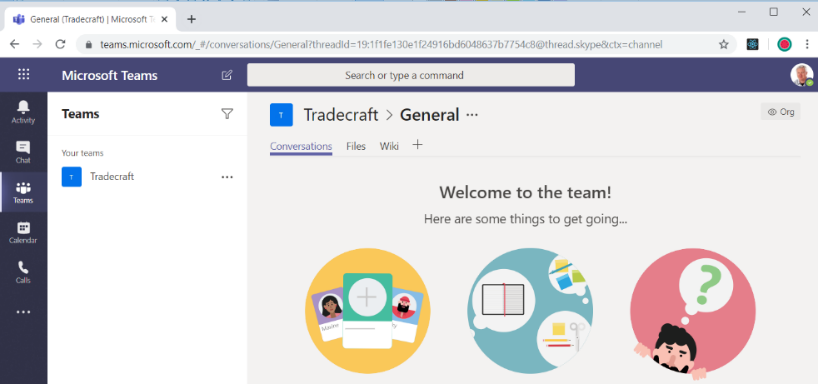 General (Tradecraft) | Microsoft T
teams.microsoft.com/_#/conversations/General?threadId=19:1f1fe130e1f24916bd6048637b7754c8@thread.skype&ctx=channel
Microsoft Teams
Search or type a command
Activity
Chat
Teams
Calendar
Calls
Teams
Your teams
T
Tradecraft
T
Tradecraft > General
Org
Conversations
Files
Wiki
Welcome to the team!
Here are some things to get going...